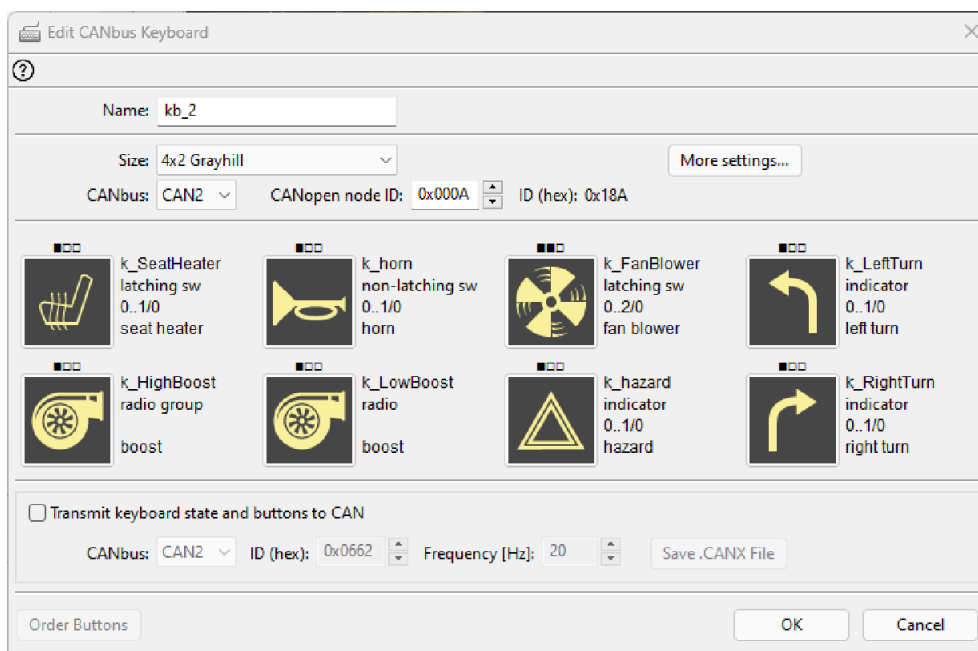 Edit CANbus Keyboard
Name: kb_2
Size: 4x2 Grayhill More settings...
CANbus: CAN2 CANopen node ID: 0x000A ID (hex): 0x18A
k_SeatHeater
latching sw
0..1/0
seat heater
k_horn
non-latching sw
0..1/0
horn
k_FanBlower
latching sw
0..2/0
fan blower
k_LeftTurn
indicator
0..1/0
left turn
k_HighBoost
radio group
boost
k_LowBoost
radio
boost
k_hazard
indicator
0..1/0
hazard
k_RightTurn
indicator
0..1/0
right turn
Transmit keyboard state and buttons to CAN
CANbus: CAN2 ID (hex): 0x0662 Frequency [Hz]: 20 Save .CANX File
Order Buttons OK Cancel